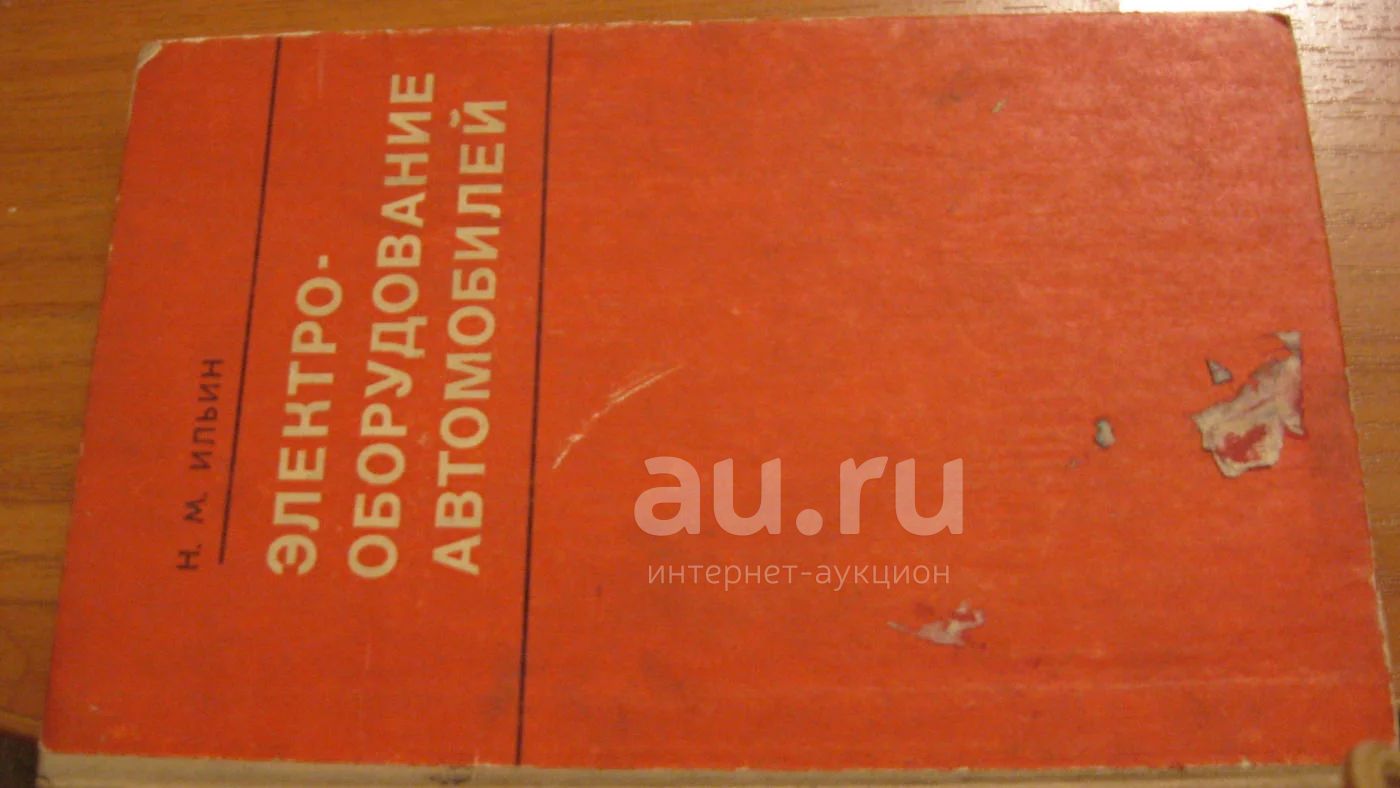 Н. М. ИЛЬИН
ЭЛЕКТРО-
ОБОРУДОВАНИЕ
АВТОМОБИЛЕЙ
au.ru
интернет-аукцион